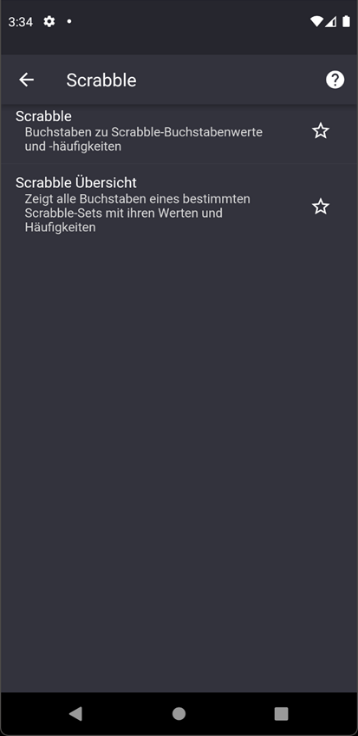 3:34
Scrabble
Scrabble
Buchstaben zu Scrabble-Buchstabenwerte
und -häufigkeiten
Scrabble Übersicht
Zeigt alle Buchstaben eines bestimmten
Scrabble-Sets mit ihren Werten und
Häufigkeiten